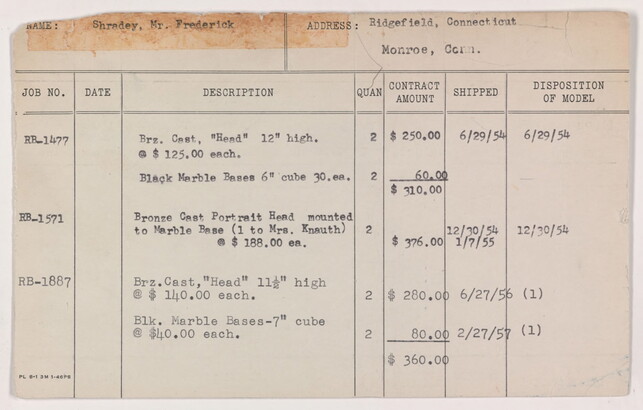 NAME: Shradey, Mr. Frederick ADDRESS: Ridgefield, Connecticut
Monroe, Conn.
JOB NO. DATE DESCRIPTION QUAN CONTRACT AMOUNT SHIPPED DISPOSITION OF MODEL
RB-1477 Brz. Cast, "Head" 12" high. 2 $ 250.00 6/29/54 6/29/54
@ $ 125.00 each.
Black Marble Bases 6" cube 30.ea. 2 60.00
$ 310.00
RB-1571 Bronze Cast Portrait Head mounted
to Marble Base (1 to Mrs. Knauth) 2 12/30/54 12/30/54
@ $ 188.00 ea. $ 376.00 1/7/55
RB-1887 Brz.Cast,"Head" 11½" high
@ $ 140.00 each. 2 $ 280.00 6/27/56 (1)
Blk. Marble Bases-7" cube
@ $40.00 each. 2 80.00 2/27/57 (1)
$ 360.00